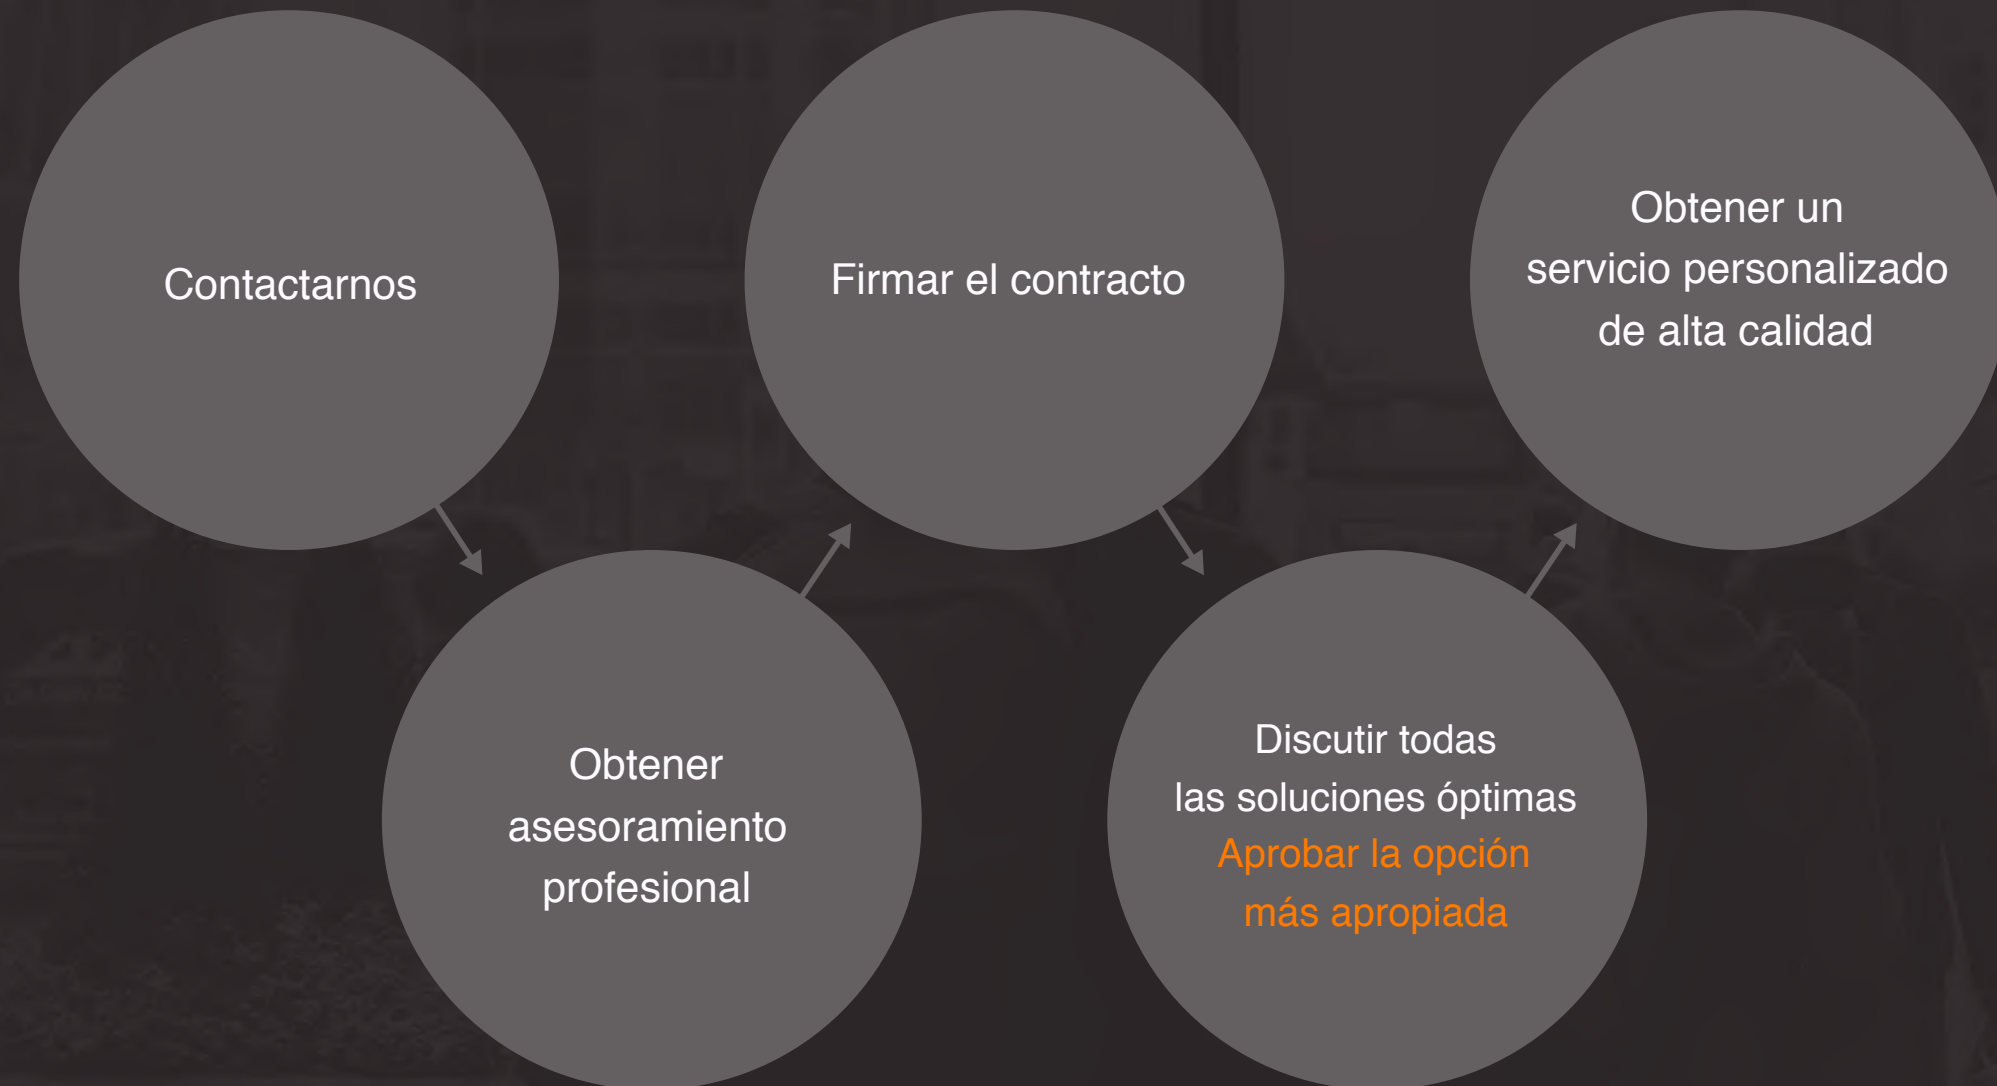 Contactarnos
Obtener
asesoramiento
profesional
Firmar el contracto
Discutir todas
las soluciones óptimas
Aprobar la opción
más apropiada
Obtener un
servicio personalizado
de alta calidad